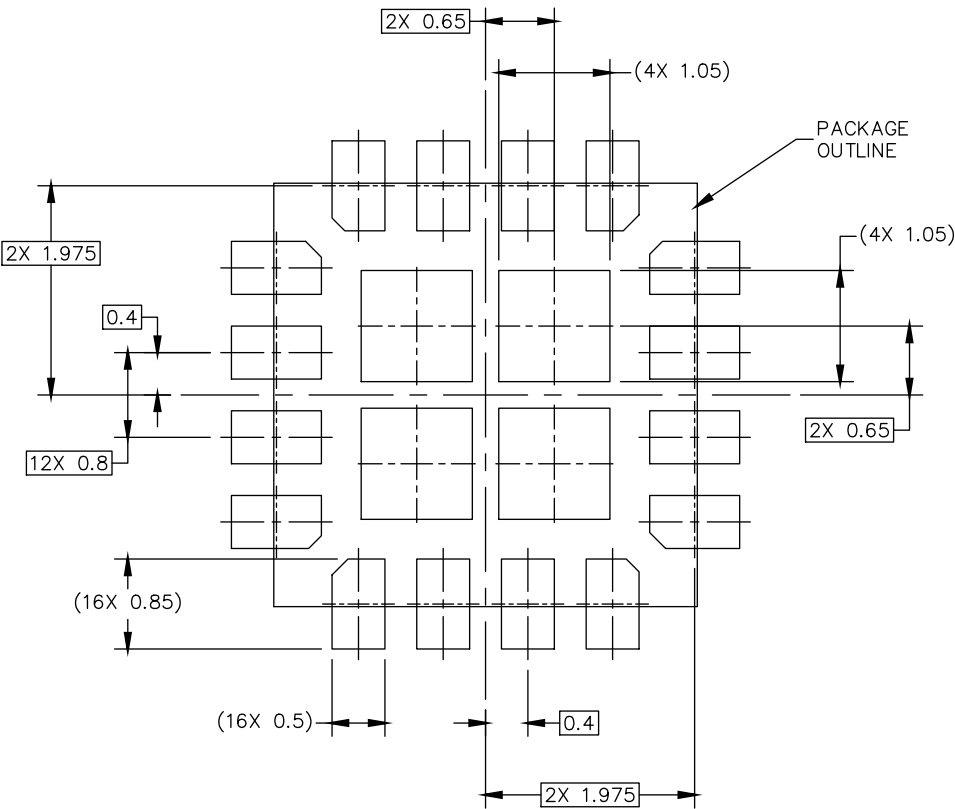 2X 0.65
(4X 1.05)
PACKAGE
OUTLINE
2X 1.975
(4X 1.05)
0.4
2X 0.65
12X 0.8
(16X 0.85)
(16X 0.5)
0.4
2X 1.975